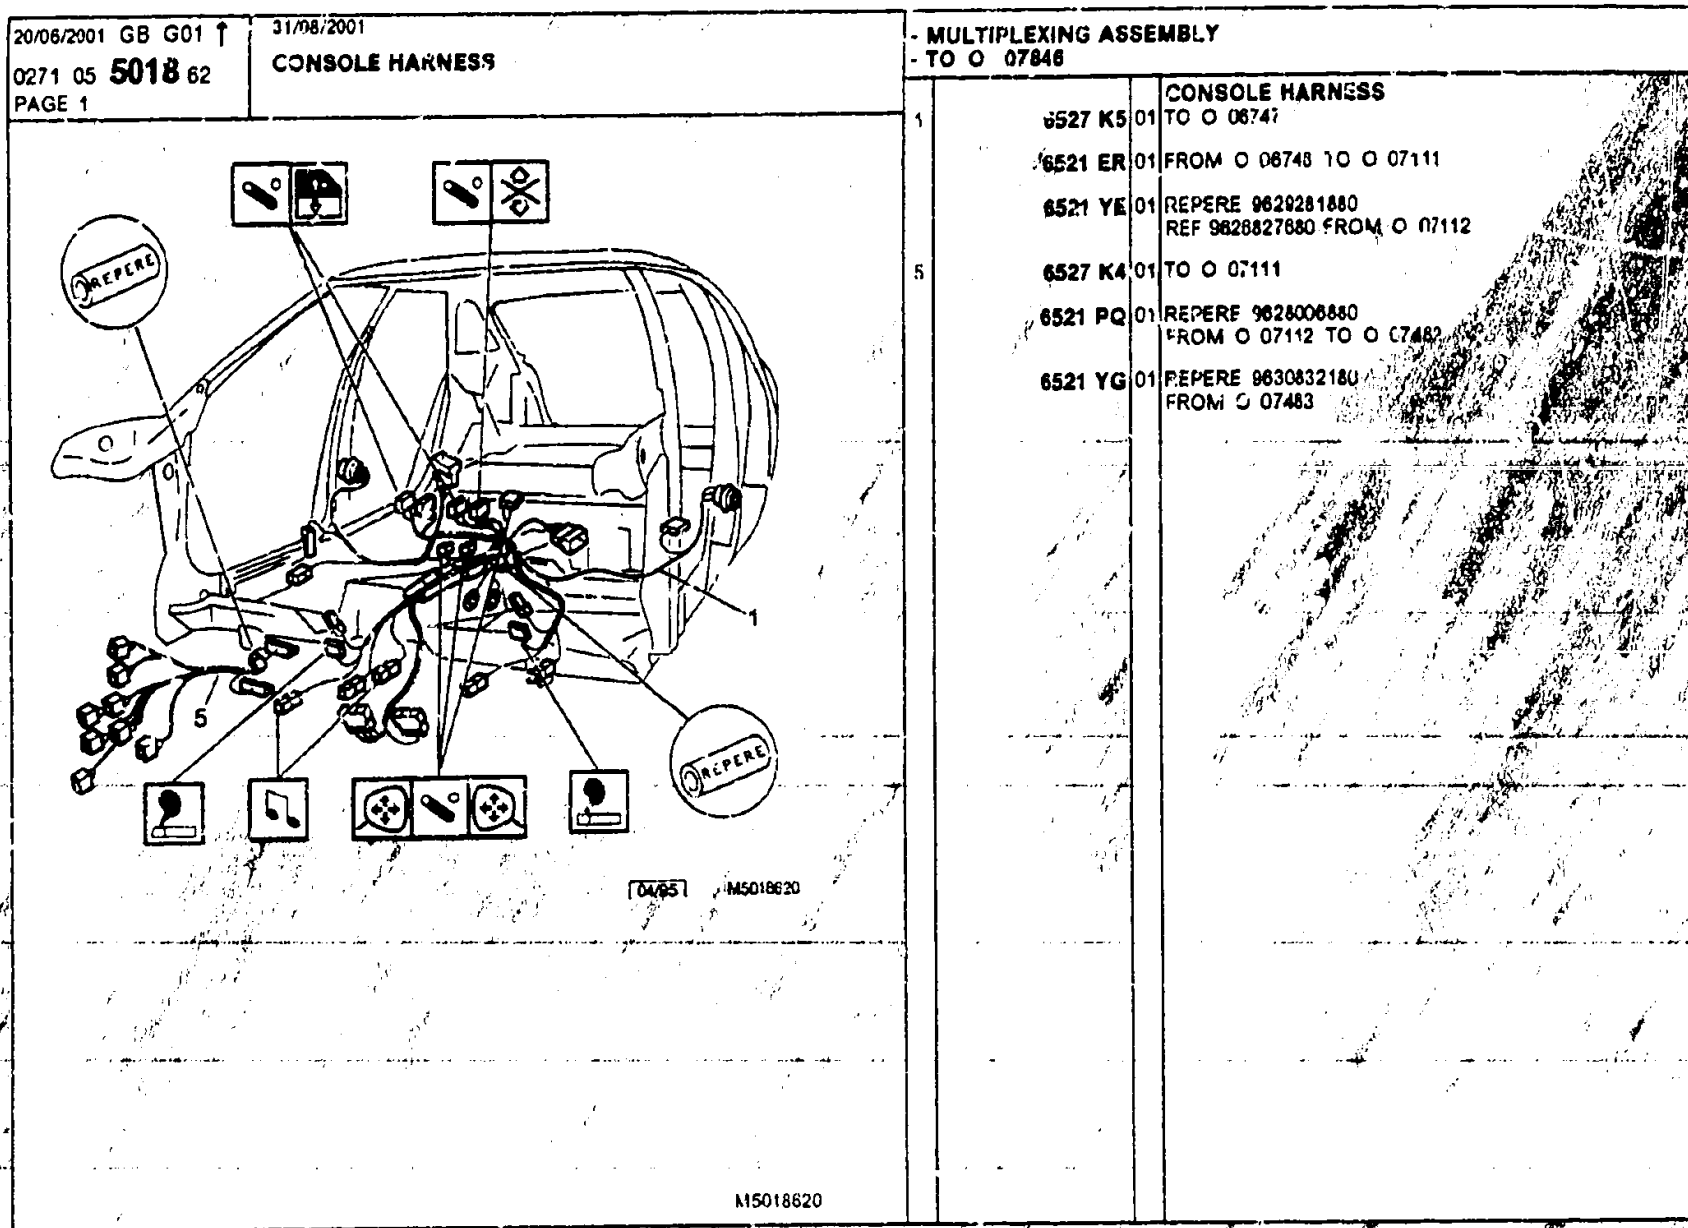 20/06/2001 GB G01 ↑
0271 05 5018 62
PAGE 1
31/08/2001
CONSOLE HARNESS
REPERE
1
5
REPERE
04/95 M5018620
M5018620
- MULTIPLEXING ASSEMBLY
- TO O 07846
CONSOLE HARNESS
1 6527 K5 01 TO O 06747
6521 ER 01 FROM O 06748 TO O 07111
6521 YE 01 REPERE 9629281880
REF 9628827680 FROM O 07112
5 6527 K4 01 TO O 07111
6521 PQ 01 REPERE 9628006880
FROM O 07112 TO O 07482
6521 YG 01 REPERE 9630832180
FROM O 07483